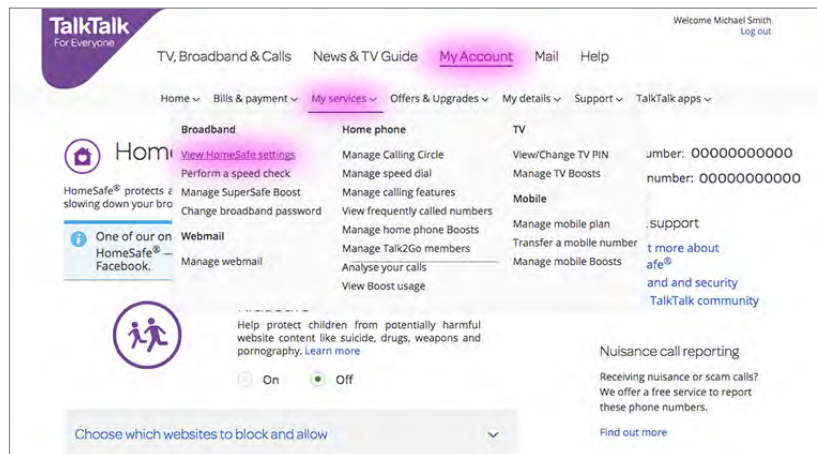 TalkTalk
For Everyone
Welcome Michael Smith
Log out
TV, Broadband & Calls News & TV Guide My Account Mail Help
Home Bills & payment My services Offers & Upgrades My details Support TalkTalk apps
Broadband
View HomeSafe settings
Perform a speed check
Manage SuperSafe Boost
Change broadband password
Webmail
Manage webmail
Home phone
Manage Calling Circle
Manage speed dial
Manage calling features
View frequently called numbers
Manage home phone Boosts
Manage Talk2Go members
Analyse your calls
View Boost usage
TV
View/Change TV PIN
Manage TV Boosts
Mobile
Manage mobile plan
Transfer a mobile number
Manage mobile Boosts
Hom
HomeSafe® protects a
slowing down your bro
One of our on
HomeSafe® —
Facebook.
umber: 00000000000
number: 00000000000
support
t more about
afe®
and and security
TalkTalk community
Help protect children from potentially harmful
website content like suicide, drugs, weapons and
pornography. Learn more
On Off
Choose which websites to block and allow
Nuisance call reporting
Receiving nuisance or scam calls?
We offer a free service to report
these phone numbers.
Find out more